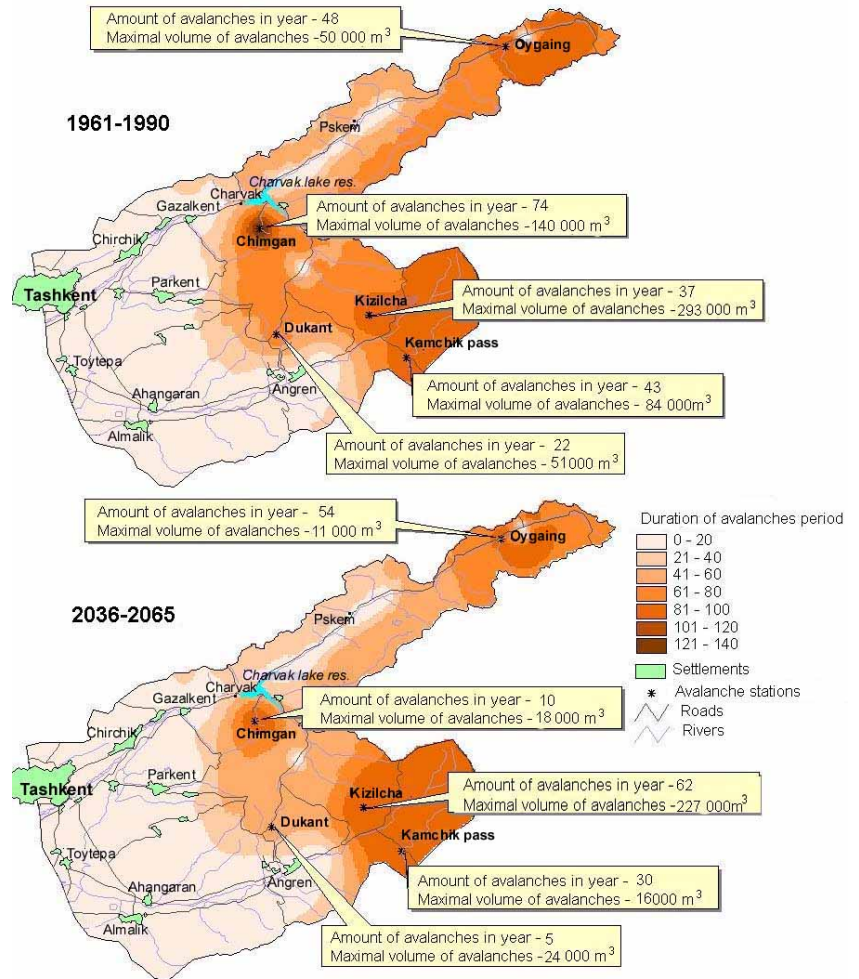 Amount of avalanches in year - 48
Maximal volume of avalanches -50 000 m³
Oygaing
1961-1990
Pskem
Charvak lake res.
Charvak
Gazalkent
Amount of avalanches in year - 74
Maximal volume of avalanches -140 000 m³
Chirchik
Chimgan
Tashkent
Parkent
Kizilcha
Amount of avalanches in year - 37
Maximal volume of avalanches -293 000 m³
Dukant
Kamchik pass
Toytepa
Angren
Ahangaran
Amount of avalanches in year - 43
Maximal volume of avalanches - 84 000m³
Almalik
Amount of avalanches in year - 22
Maximal volume of avalanches - 51000 m³
Amount of avalanches in year - 54
Maximal volume of avalanches -11 000 m³
Oygaing
Duration of avalanches period
0 - 20
21 - 40
41 - 60
61 - 80
81 - 100
101 - 120
121 - 140
Settlements
Avalanche stations
Roads
Rivers
2036-2065
Pskem
Charvak lake res.
Charvak
Gazalkent
Amount of avalanches in year - 10
Maximal volume of avalanches - 18 000 m³
Chirchik
Chimgan
Tashkent
Parkent
Kizilcha
Amount of avalanches in year -62
Maximal volume of avalanches -227 000m³
Dukant
Kamchik pass
Toytepa
Angren
Ahangaran
Amount of avalanches in year - 30
Maximal volume of avalanches - 16000 m³
Almalik
Amount of avalanches in year - 5
Maximal volume of avalanches -24 000 m³